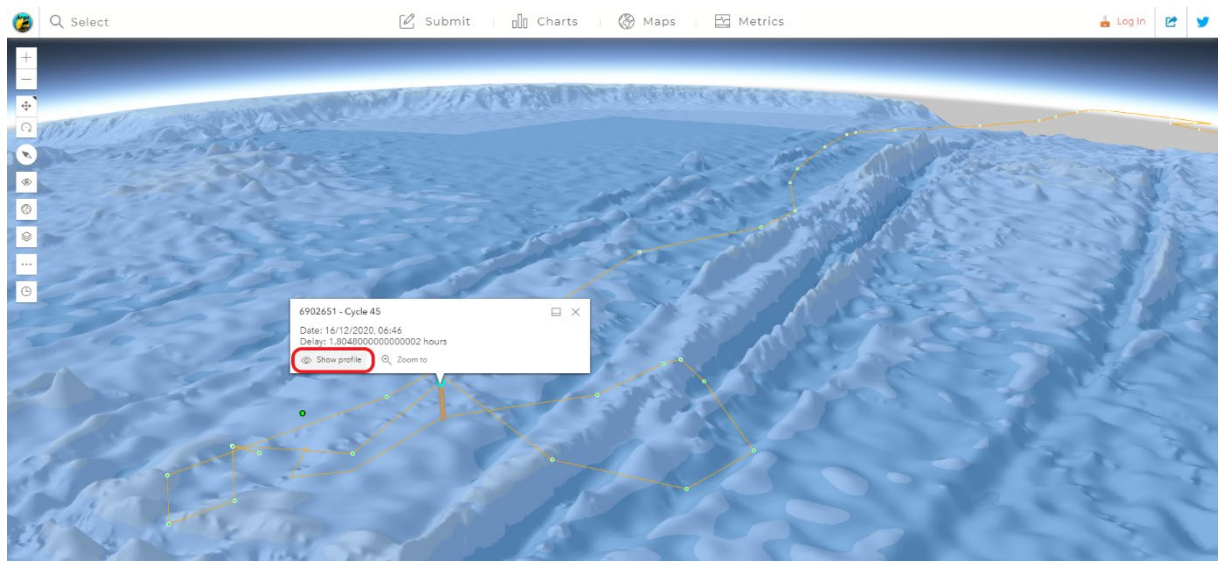 Select
Submit
Charts
Maps
Metrics
Log In
6902651 - Cycle 45
Date: 16/12/2020, 06:46
Delay: 1.8048000000000002 hours
Show profile
Zoom to